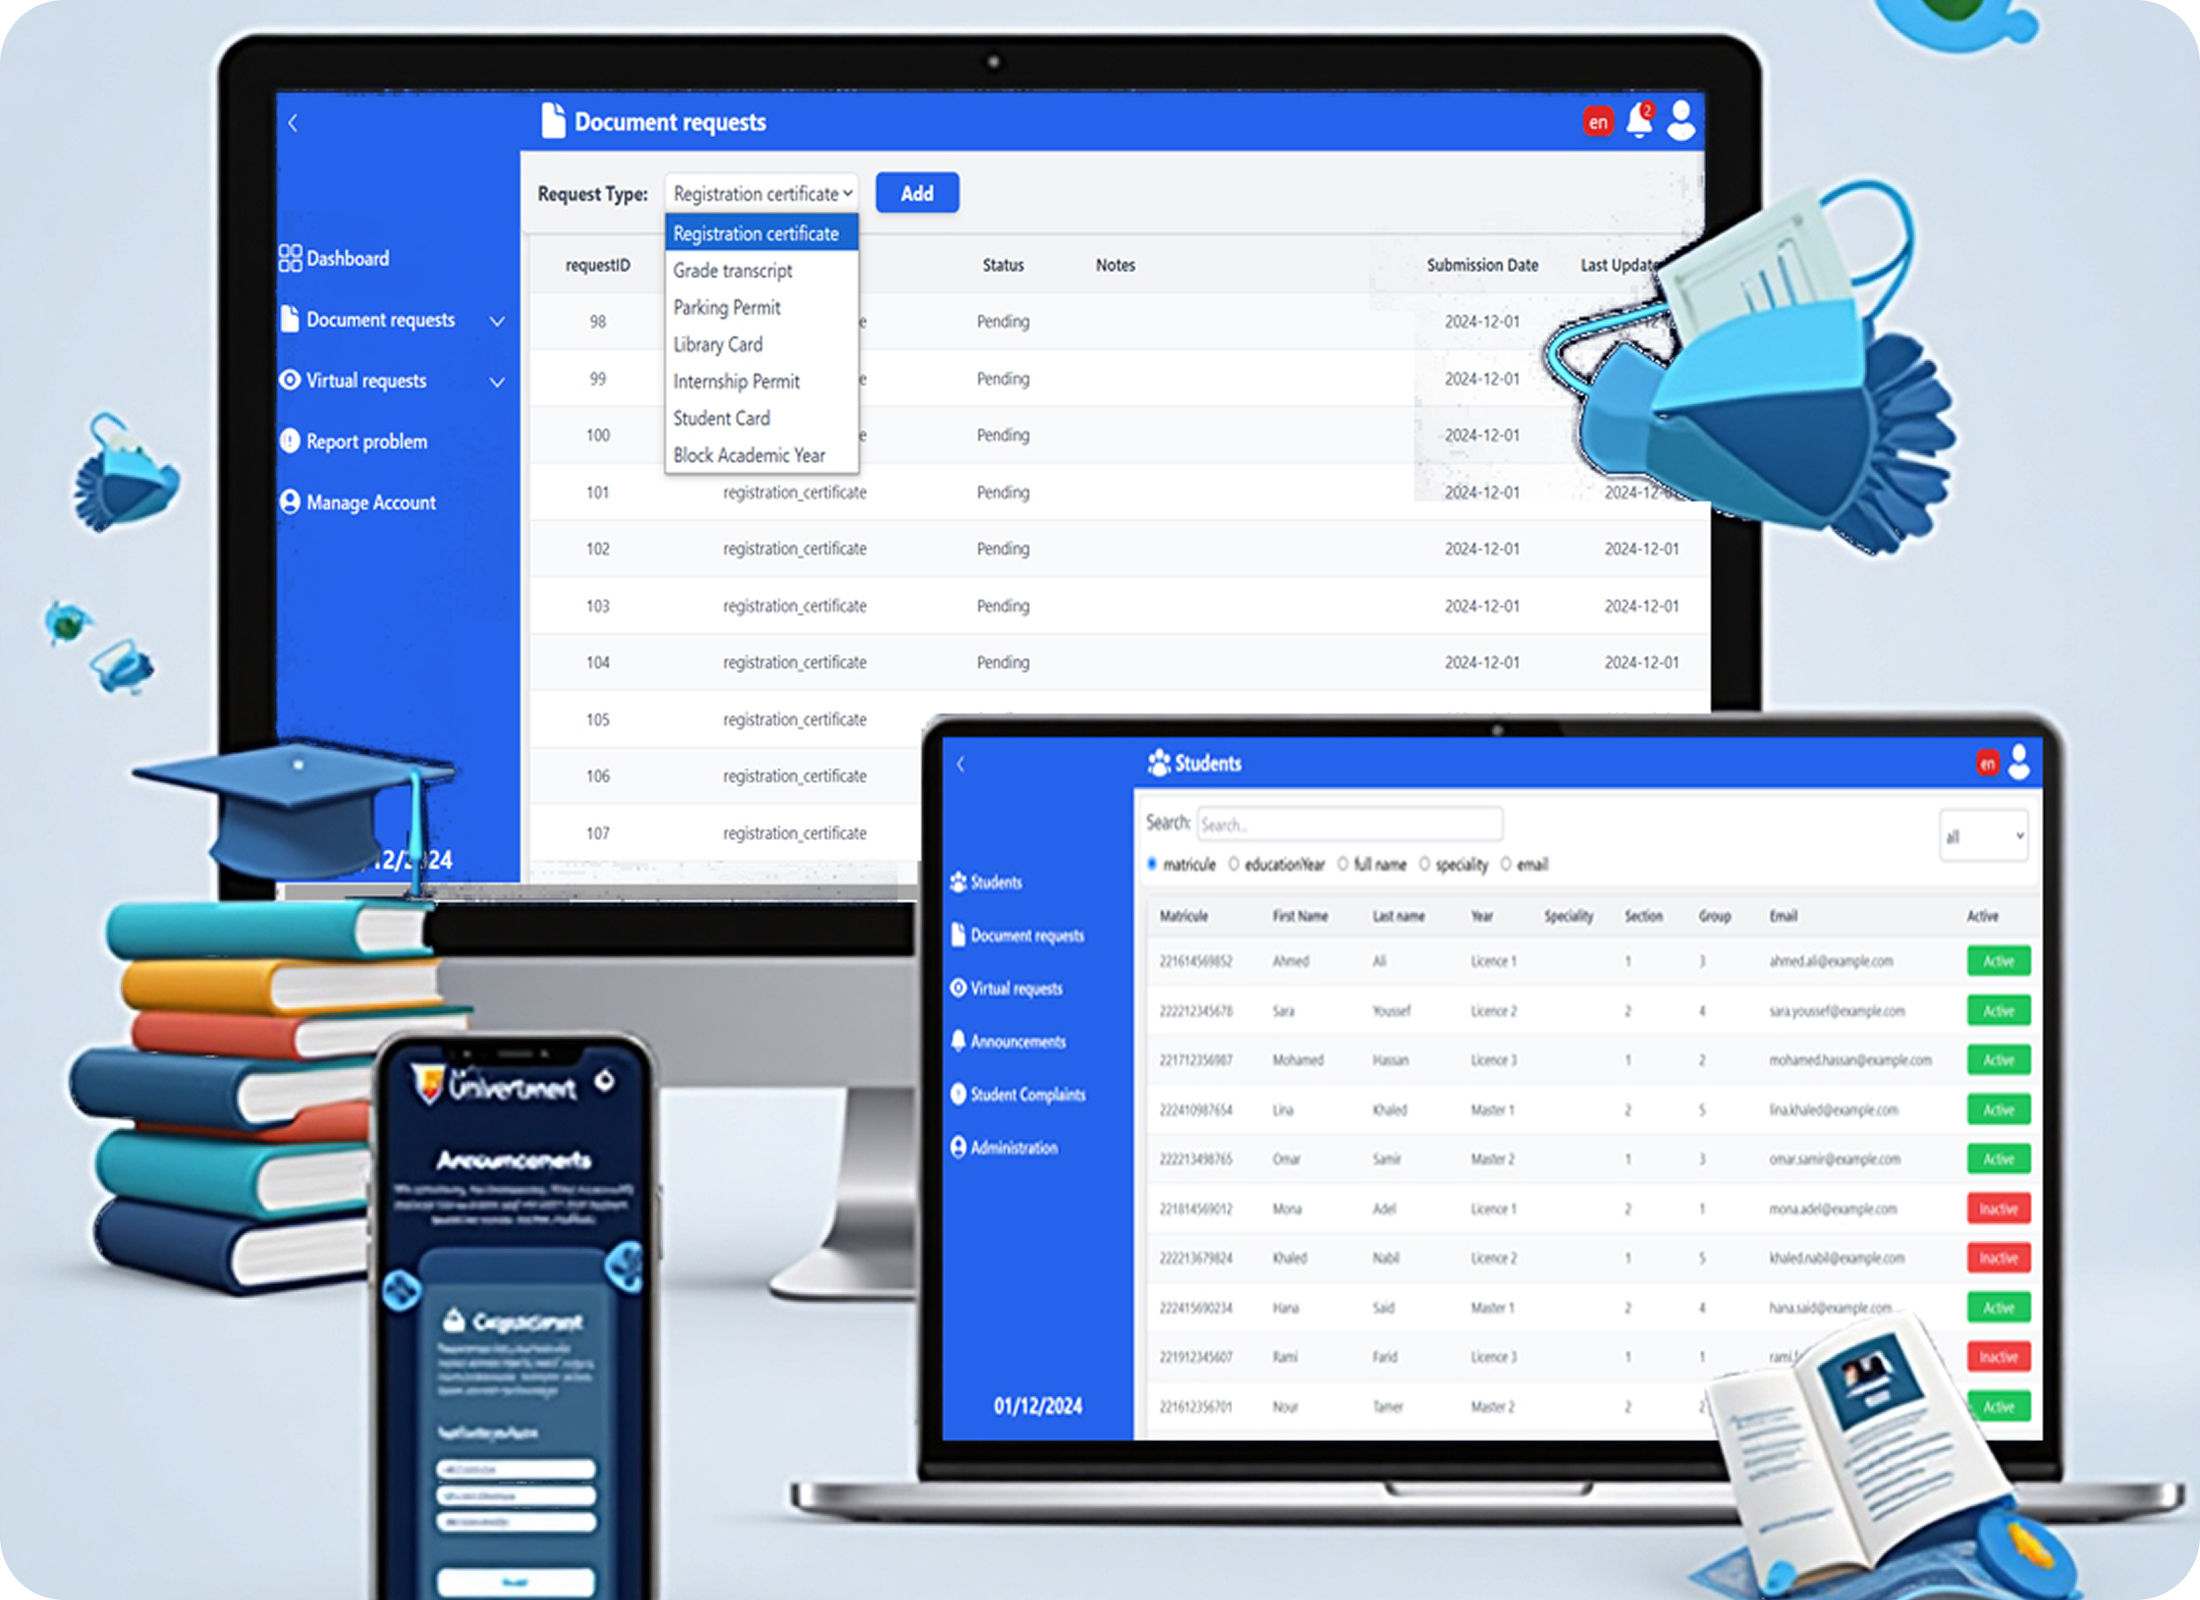 Document requests
en
2
Request Type: Registration certificate Add
Registration certificate
Grade transcript
Parking Permit
Library Card
Internship Permit
Student Card
Block Academic Year
Dashboard
Document requests
Virtual requests
Report problem
Manage Account
12/2024
requestID Status Notes Submission Date Last Update
98 e Pending 2024-12-01
99 e Pending 2024-12-01
100 e Pending 2024-12-01
101 registration_certificate Pending 2024-12-01 2024-12-01
102 registration_certificate Pending 2024-12-01 2024-12-01
103 registration_certificate Pending 2024-12-01 2024-12-01
104 registration_certificate Pending 2024-12-01 2024-12-01
105 registration_certificate
106 registration_certificate
107 registration_certificate
Students
en
Search: Search..
all
matricule educationYear full name speciality email
Students
Document requests
Virtual requests
Announcements
Student Complaints
Administration
01/12/2024
Matricule First Name Last name Year Speciality Section Group Email Active
221614569852 Ahmed Ali Licence 1 1 3 ahmed.ali@example.com Active
222212345678 Sara Youssef Licence 2 2 4 sara.youssef@example.com Active
221712356987 Mohamed Hassan Licence 3 1 2 mohamed.hassan@example.com Active
222410987654 Lina Khaled Master 1 2 5 lina.khaled@example.com Active
222213498765 Omar Samir Master 2 1 3 omar.samir@example.com Active
221814569012 Mona Adel Licence 1 2 1 mona.adel@example.com Inactive
222213679824 Khaled Nabil Licence 2 1 5 khaled.nabil@example.com Inactive
222415690234 Hana Said Master 1 2 4 hana.said@example.com Active
221912345607 Rami Farid Licence 3 1 1 rami.f Inactive
221612356701 Nour Tamer Master 2 2 2 Active